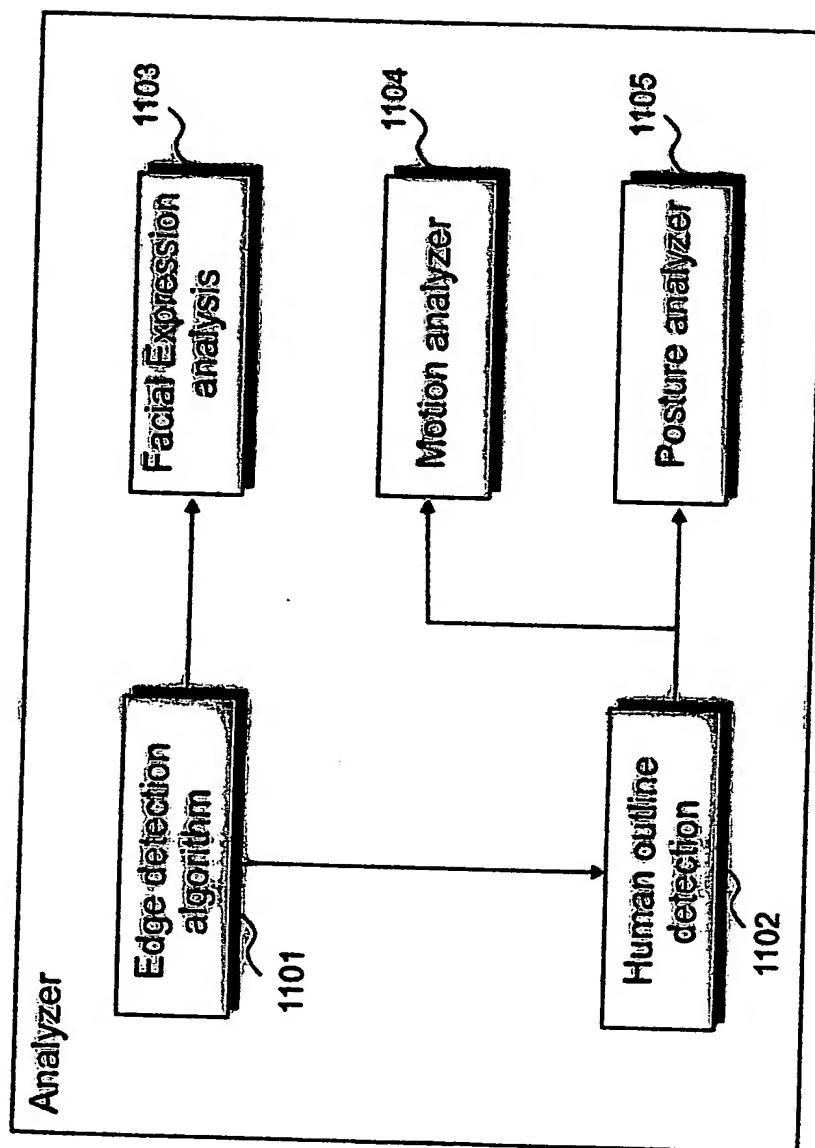 Analyzer
Edge detection
algorithm
1101
Facial Expression
analysis
1103
Motion analyzer
1104
Human outline
detection
1102
Posture analyzer
1105